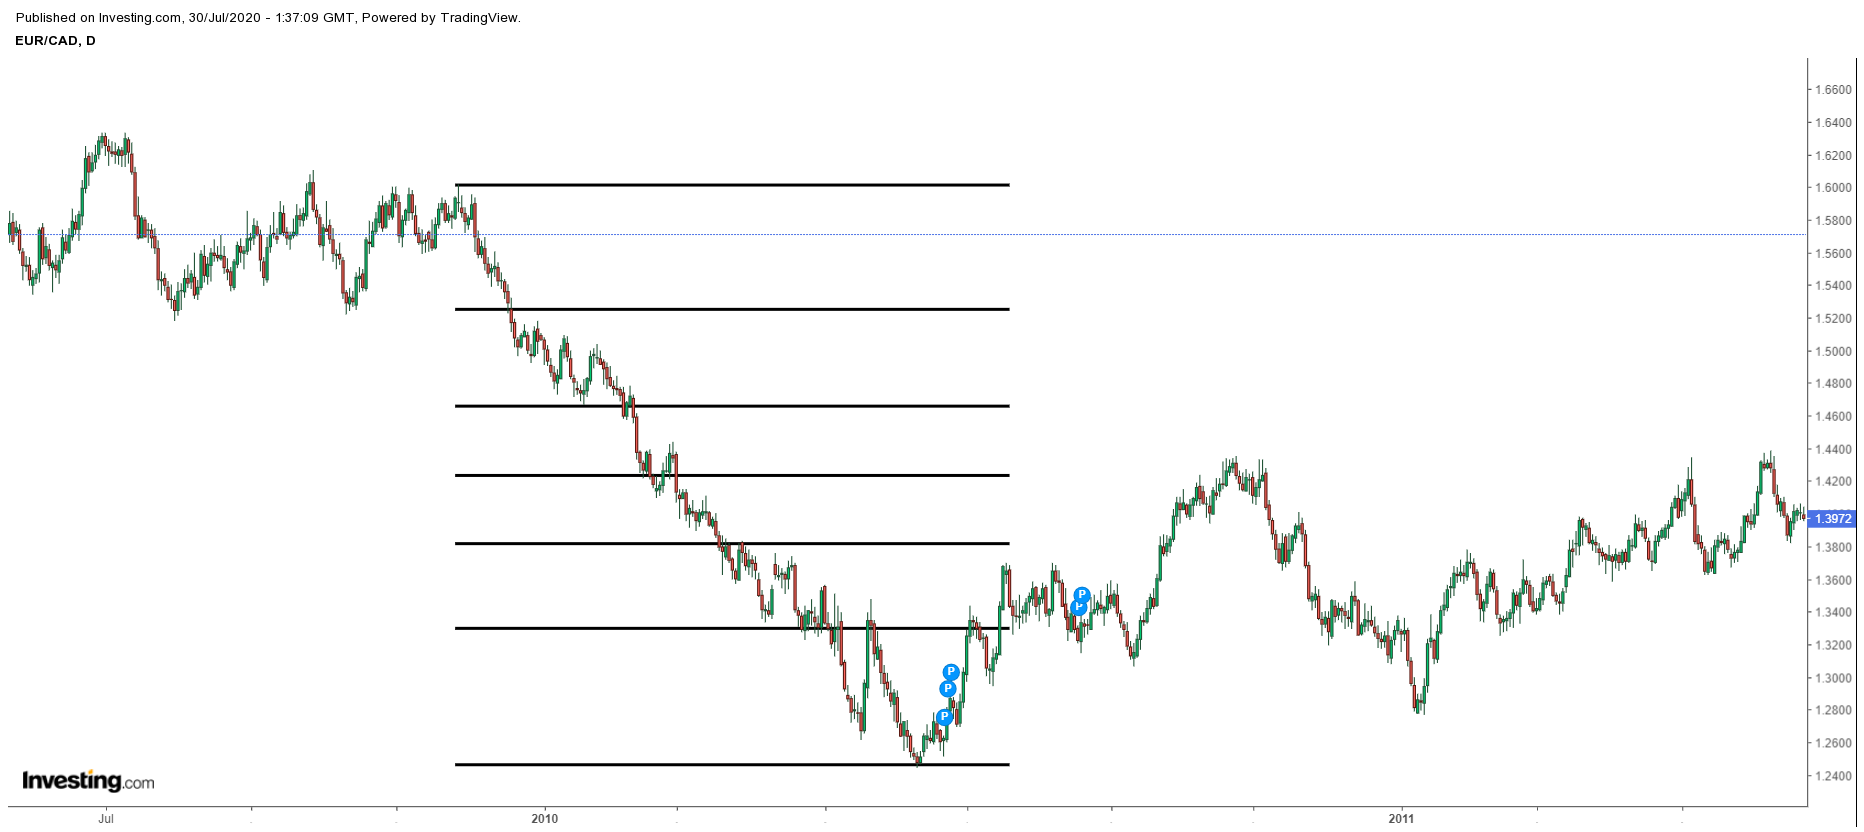 Published on Investing.com, 30/Jul/2020 - 1:37:09 GMT, Powered by TradingView.
EUR/CAD, D
1.6600
1.6400
1.6200
1.6000
1.5800
1.5600
1.5400
1.5200
1.5000
1.4800
1.4600
1.4400
1.4200
1.3972
1.3800
1.3600
1.3400
1.3200
1.3000
1.2800
1.2600
1.2400
P
P
P
P
P
Investing.com
Jul 2010 2011